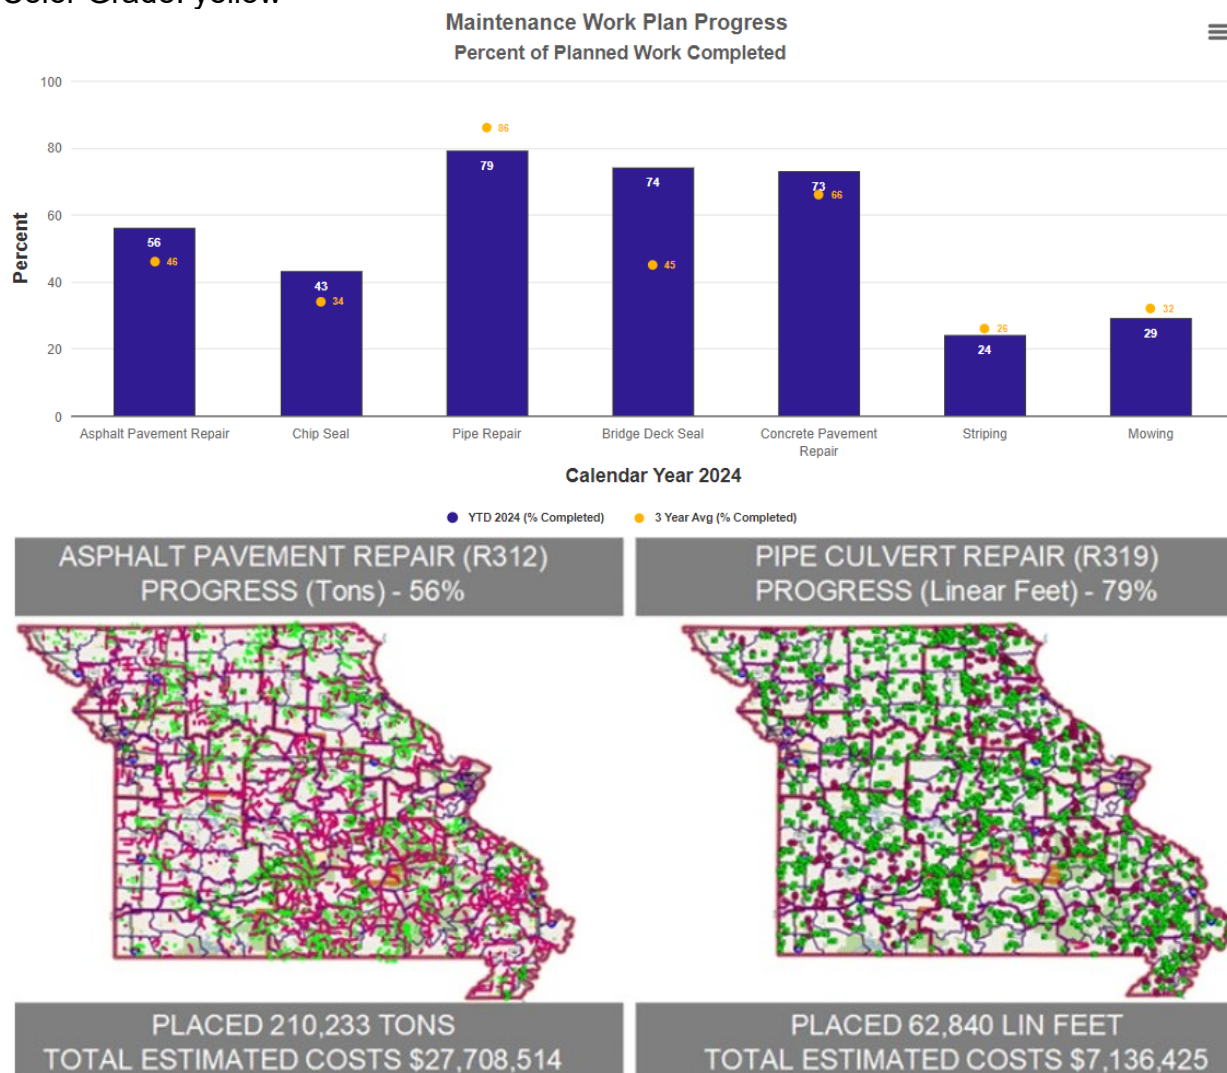 Color Grade: yellow
Maintenance Work Plan Progress
Percent of Planned Work Completed
100
80
60
40
20
0
Percent
56
46
43
34
86
79
74
45
73
66
26
24
32
29
Asphalt Pavement Repair
Chip Seal
Pipe Repair
Bridge Deck Seal
Concrete Pavement
Repair
Striping
Mowing
Calendar Year 2024
YTD 2024 (% Completed)
3 Year Avg (% Completed)
ASPHALT PAVEMENT REPAIR (R312)
PROGRESS (Tons) - 56%
PIPE CULVERT REPAIR (R319)
PROGRESS (Linear Feet) - 79%
PLACED 210,233 TONS
TOTAL ESTIMATED COSTS $27,708,514
PLACED 62,840 LIN FEET
TOTAL ESTIMATED COSTS $7,136,425